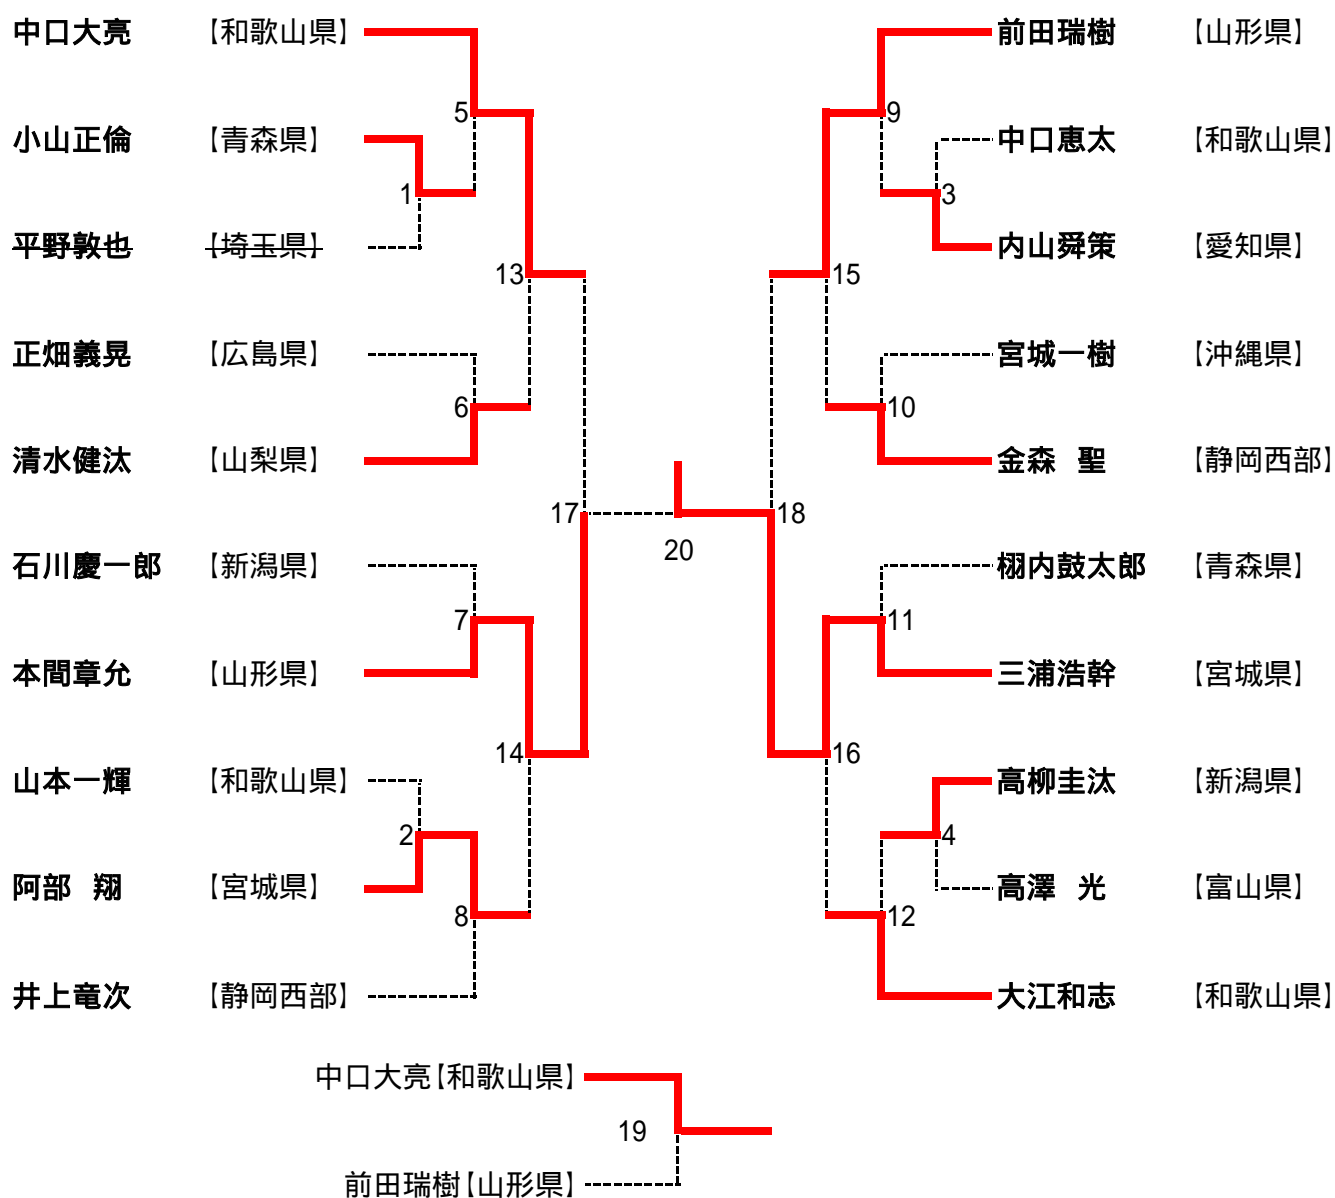 中口大亮 【和歌山県】
小山正倫 【青森県】
平野敦也 【埼玉県】
正畑義晃 【広島県】
清水健汰 【山梨県】
石川慶一郎 【新潟県】
本間章允 【山形県】
山本一輝 【和歌山県】
阿部 翔 【宮城県】
井上竜次 【静岡西部】
5
1
13
6
17
7
14
2
8
20
前田瑞樹 【山形県】
中口恵太 【和歌山県】
内山舜策 【愛知県】
宮城一樹 【沖縄県】
金森 聖 【静岡西部】
栩内鼓太郎 【青森県】
三浦浩幹 【宮城県】
高柳圭汰 【新潟県】
高澤 光 【富山県】
大江和志 【和歌山県】
9
3
15
10
18
11
16
4
12
中口大亮【和歌山県】
19
前田瑞樹【山形県】